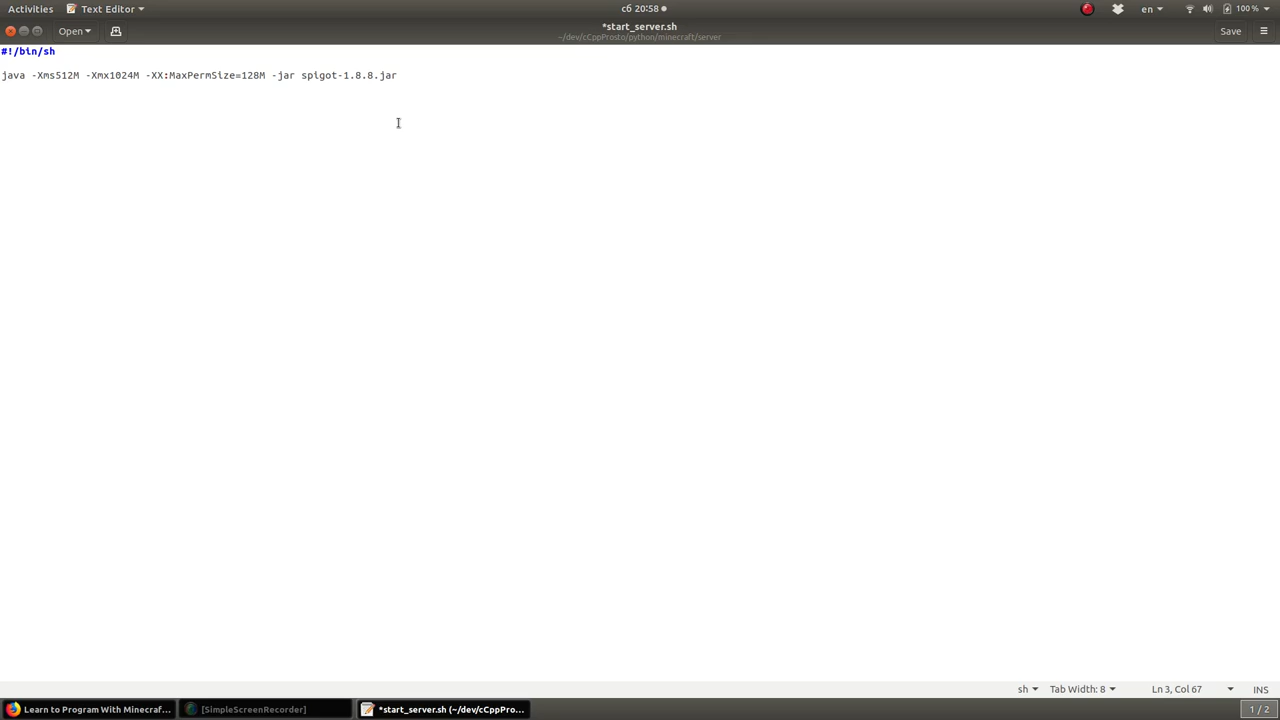 Activities Text Editor сб 20:58 en 100 %
Open *start_server.sh Save
~/dev/cCppProsto/python/minecraft/server
#!/bin/sh
java -Xms512M -Xmx1024M -XX:MaxPermSize=128M -jar spigot-1.8.8.jar
sh Tab Width: 8 Ln 3, Col 67 INS
Learn to Program With Minecraf... [SimpleScreenRecorder] *start_server.sh (~/dev/cCppPro... 1 / 2